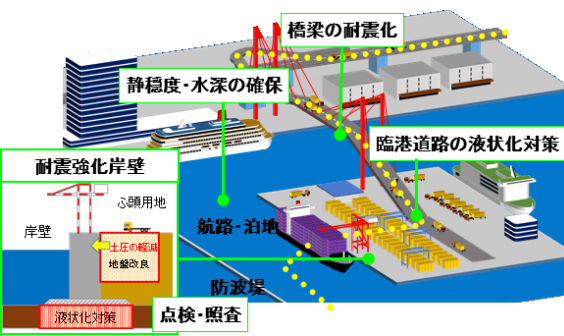 橋梁の耐震化
静穏度・水深の確保
臨港道路の液状化対策
耐震強化岸壁
ふ頭用地
岸壁
土圧の軽減
地盤改良
液状化対策
航路・泊地
防波堤
点検・照査